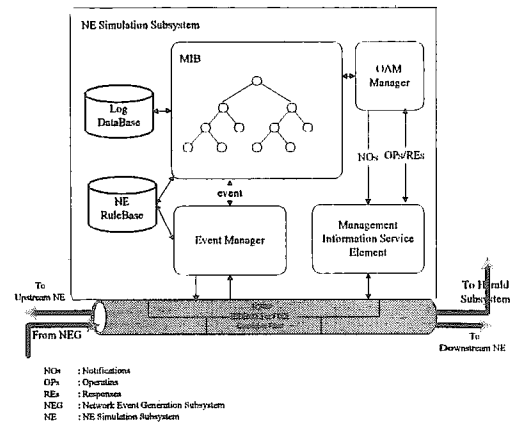 NE Simulation Subsystem
MIB
OAM
Manager
Log
DataBase
NOs
OPs/REs
NE
RuleBase
event
Event Manager
Management
Information Service
Element
To
Upstream NE
To Herald
Subsystem
From NEG
To
Downstream NE
NOs : Notifications
OPs : Operatins
REs : Responses
NEG : Network Event Generation Subsystem
NE : NE Simulation Subsystem